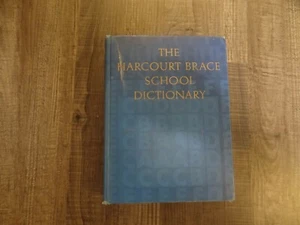 THE
HARCOURT BRACE
SCHOOL
DICTIONARY